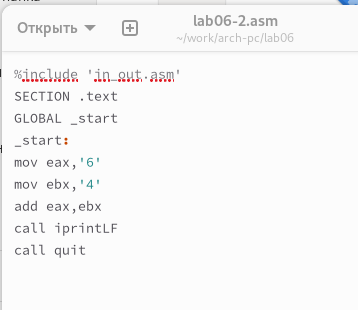 Открыть
lab06-2.asm
~/work/arch-pc/lab06
%include 'in_out.asm'
SECTION .text
GLOBAL _start
_start:
mov eax,'6'
mov ebx,'4'
add eax,ebx
call iprintLF
call quit